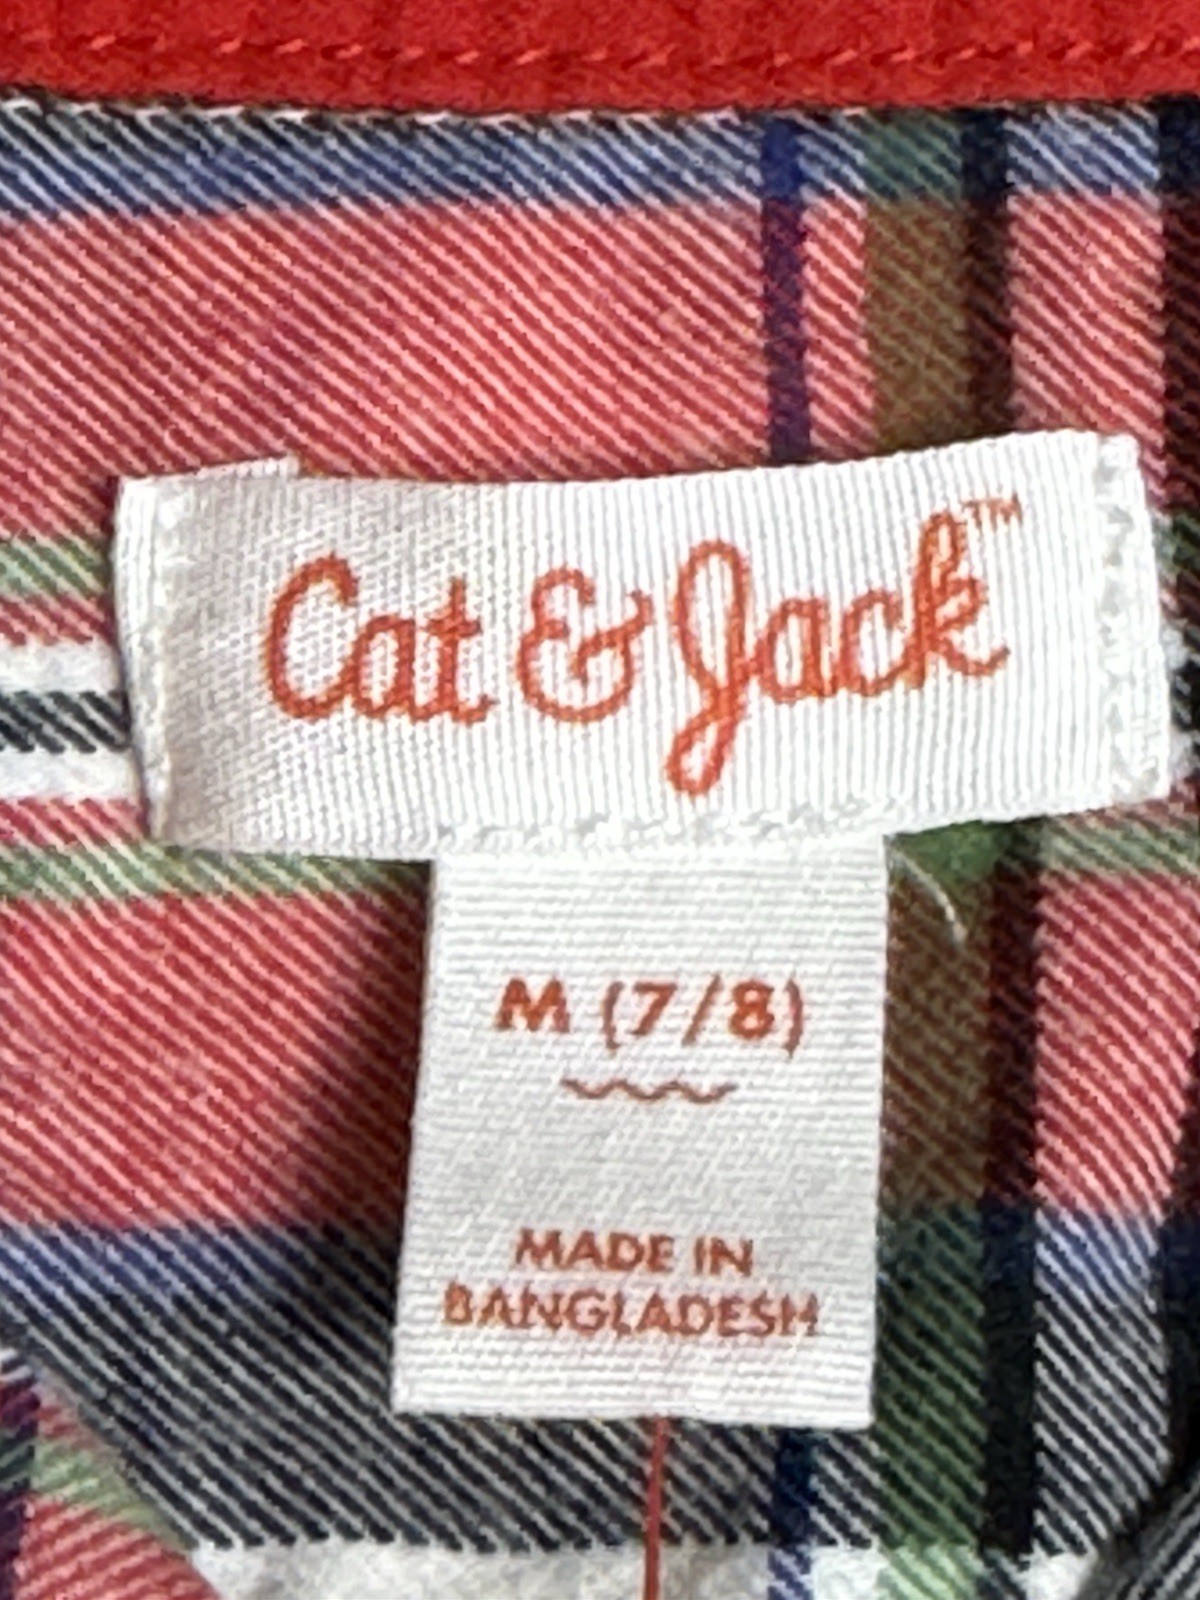 Cat & Jack™
M (7/8)
MADE IN
BANGLADESH